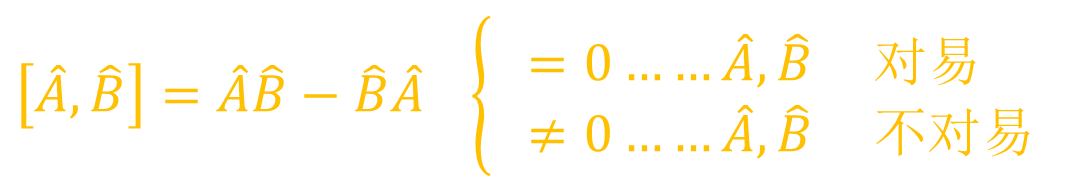 [Â, B̂] = ÂB̂ − B̂Â { = 0 … … Â, B̂ 对易
≠ 0 … … Â, B̂ 不对易